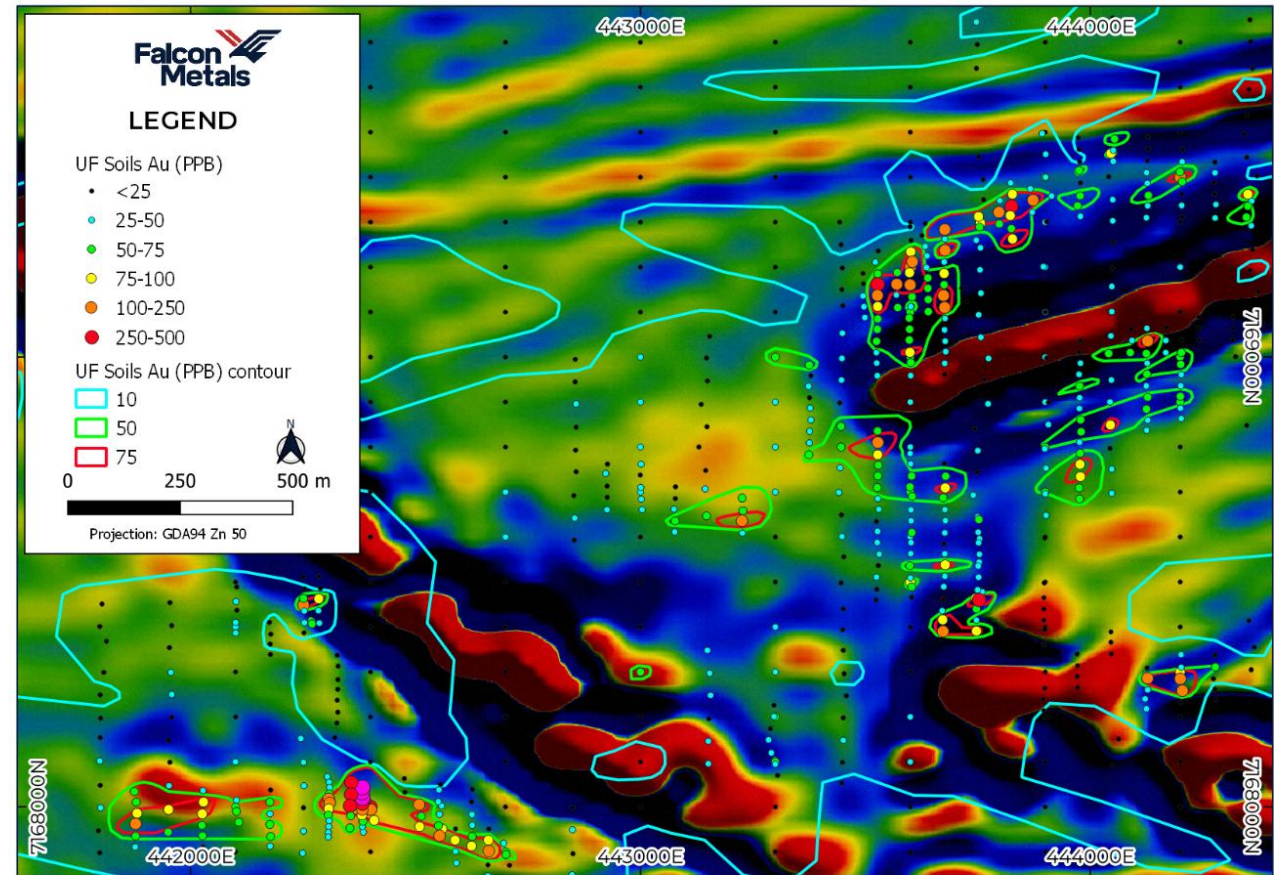 Falcon
Metals
LEGEND
UF Soils Au (PPB)
<25
25-50
50-75
75-100
100-250
250-500
UF Soils Au (PPB) contour
10
50
75
N
0 250 500 m
Projection: GDA94 Zn 50
443000E
444000E
7169000N
7168000N
7168000N
442000E
443000E
444000E